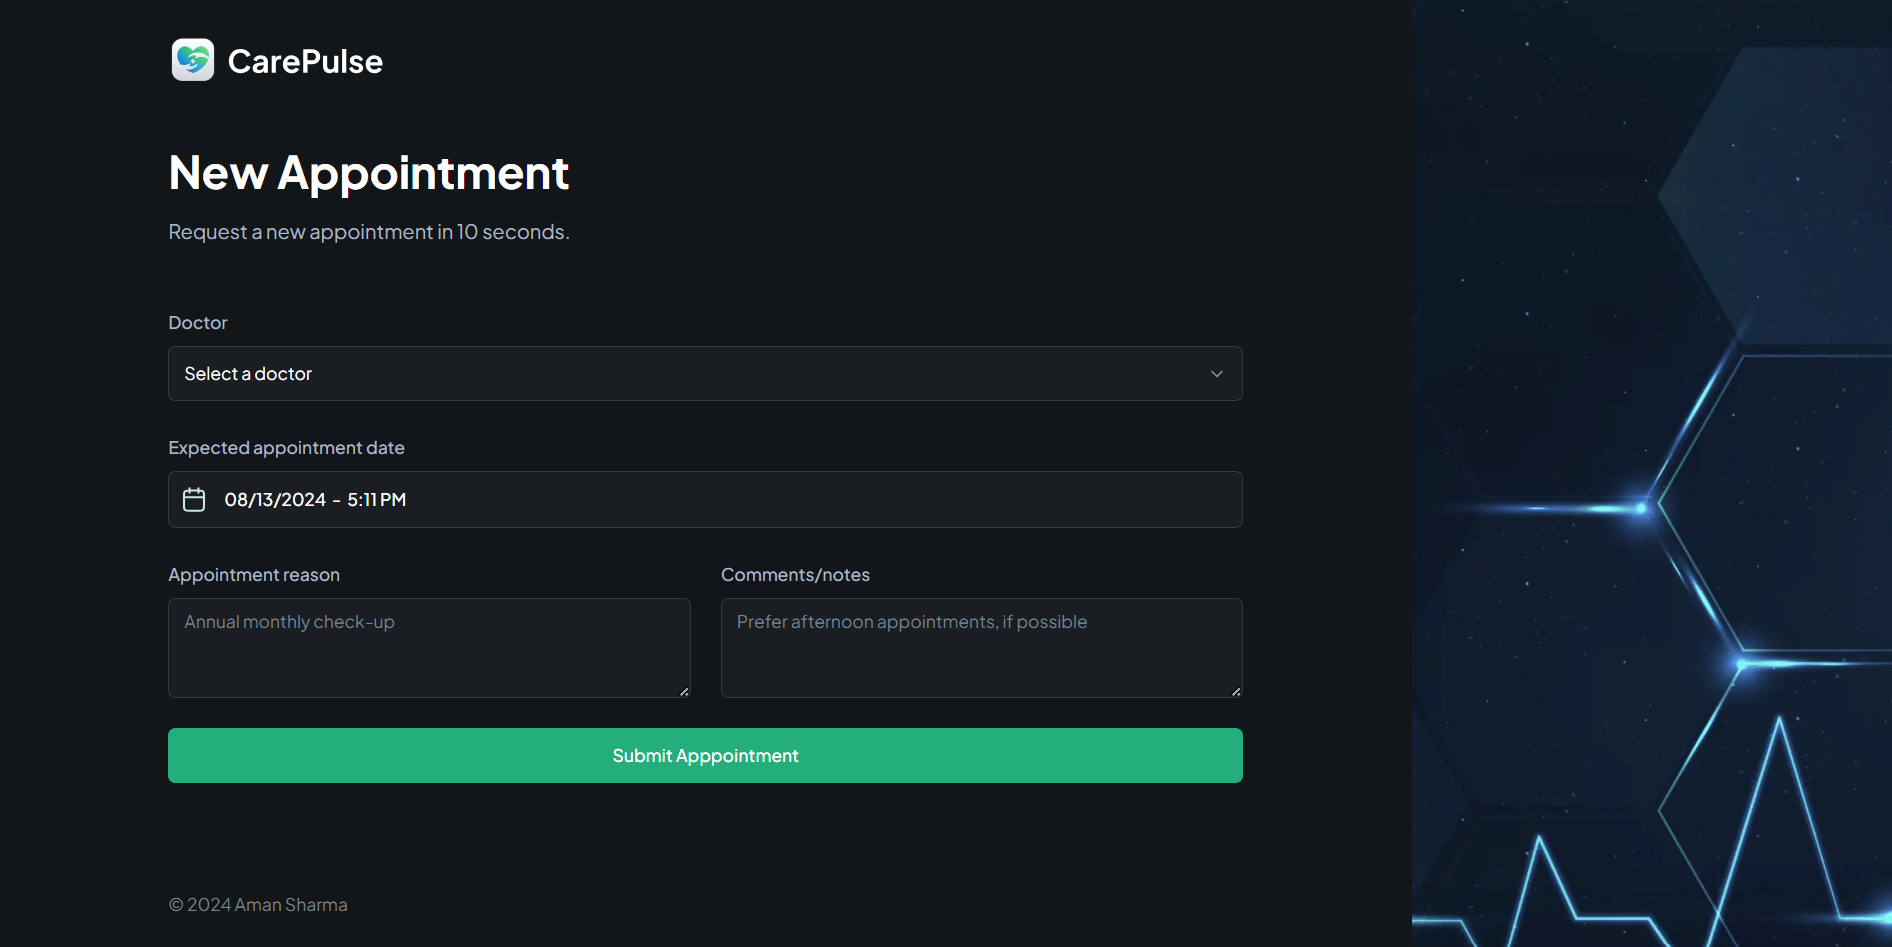 CarePulse
New Appointment
Request a new appointment in 10 seconds.
Doctor
Select a doctor
Expected appointment date
08/13/2024 - 5:11 PM
Appointment reason
Annual monthly check-up
Comments/notes
Prefer afternoon appointments, if possible
Submit Apppointment
© 2024 Aman Sharma